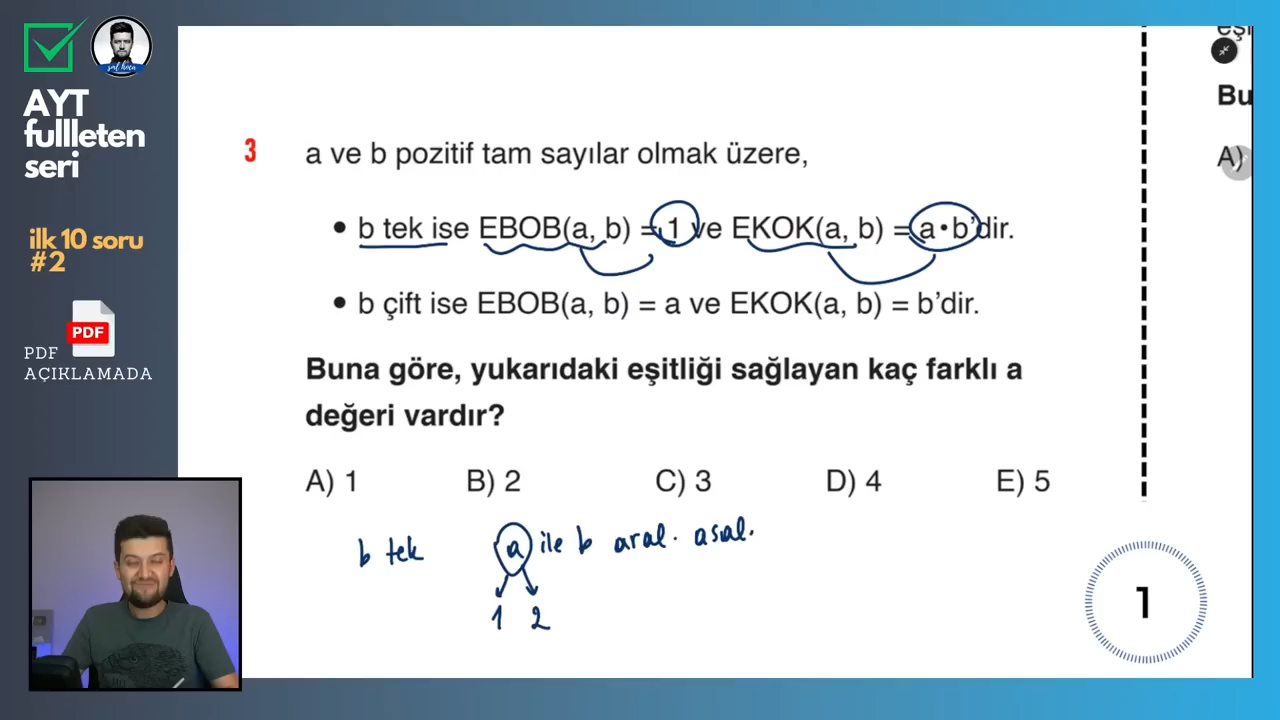 AYT
fullleten
seri
ilk 10 soru
#2
PDF
PDF
AÇIKLAMADA
3 a ve b pozitif tam sayılar olmak üzere,
• b tek ise EBOB(a, b) = 1 ve EKOK(a, b) = a•b'dir.
• b çift ise EBOB(a, b) = a ve EKOK(a, b) = b'dir.
Buna göre, yukarıdaki eşitliği sağlayan kaç farklı a
değeri vardır?
A) 1 B) 2 C) 3 D) 4 E) 5
b tek a ile b aral. asal.
1 2
1
Bu
A)